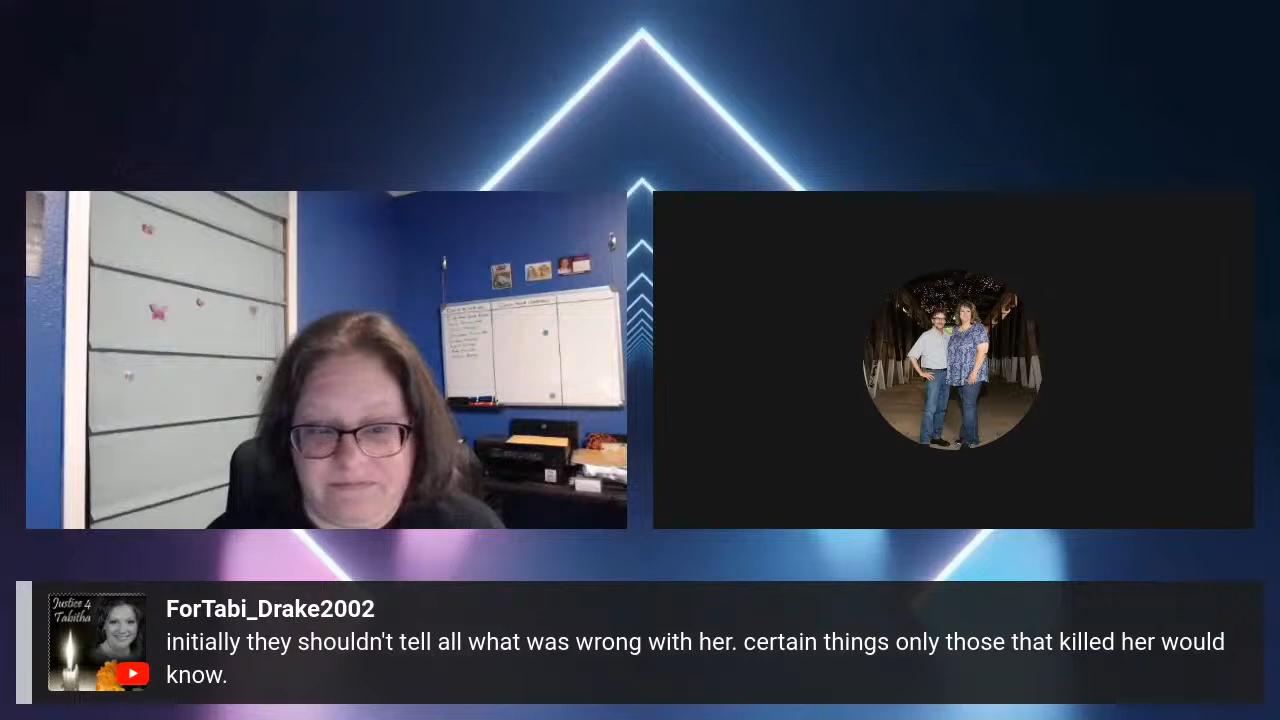 Justice 4
Tabitha
ForTabi_Drake2002
initially they shouldn't tell all what was wrong with her. certain things only those that killed her would
know.